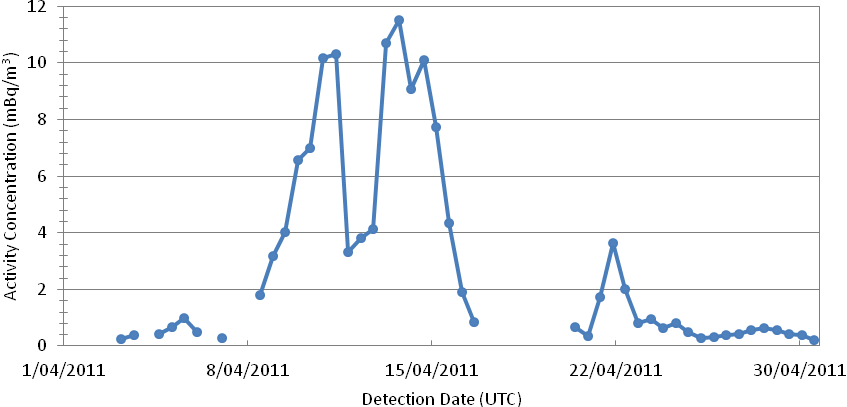 Activity Concentration (mBq/m³)
12
10
8
6
4
2
0
1/04/2011 8/04/2011 15/04/2011 22/04/2011 30/04/2011
Detection Date (UTC)